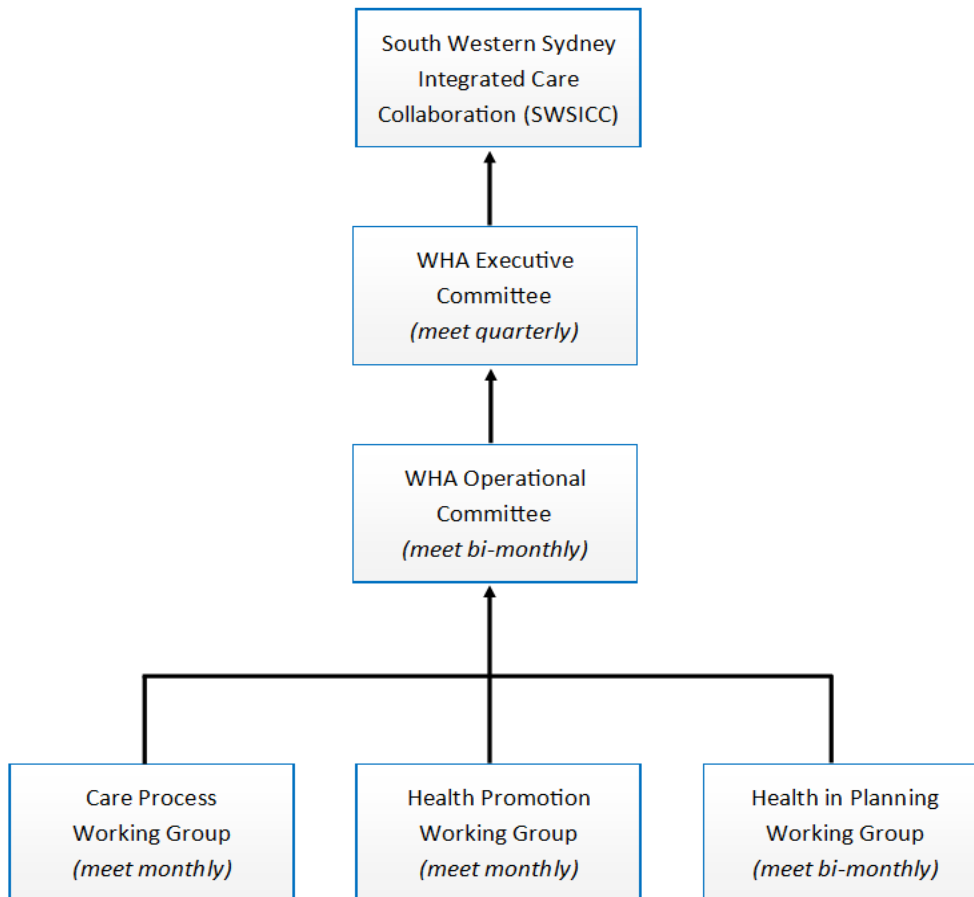 South Western Sydney
Integrated Care
Collaboration (SWSICC)
WHA Executive
Committee
(meet quarterly)
WHA Operational
Committee
(meet bi-monthly)
Care Process
Working Group
(meet monthly)
Health Promotion
Working Group
(meet monthly)
Health in Planning
Working Group
(meet bi-monthly)